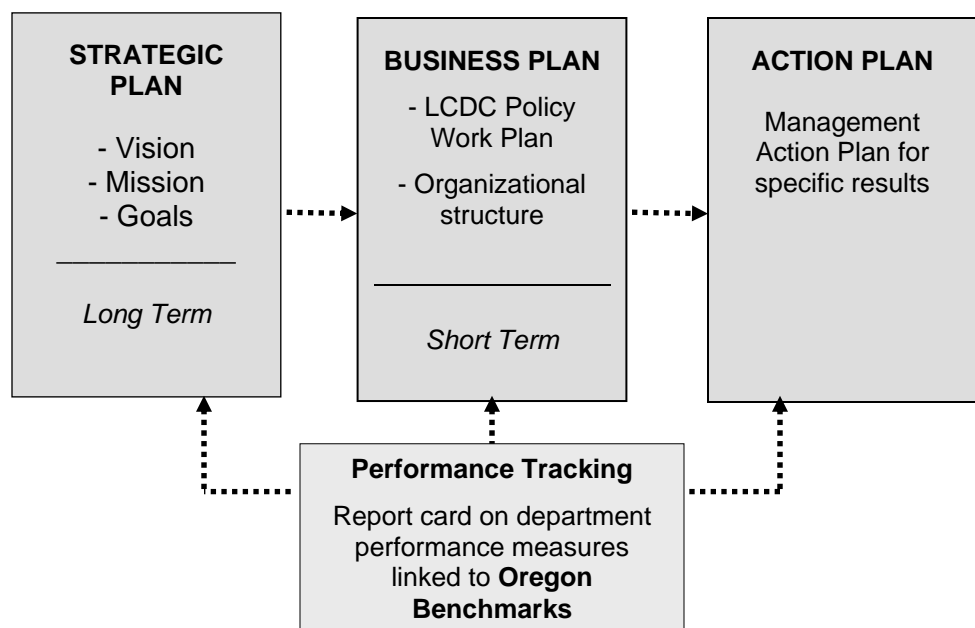 STRATEGIC
PLAN
- Vision
- Mission
- Goals
Long Term
BUSINESS PLAN
- LCDC Policy
Work Plan
- Organizational
structure
Short Term
ACTION PLAN
Management
Action Plan for
specific results
Performance Tracking
Report card on department
performance measures
linked to Oregon
Benchmarks